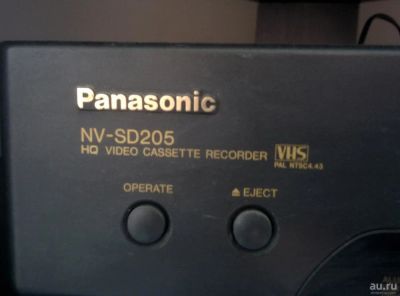 Panasonic
NV-SD205
HQ VIDEO CASSETTE RECORDER VHS
PAL NTSC4.43
OPERATE ⏏ EJECT
au.ru